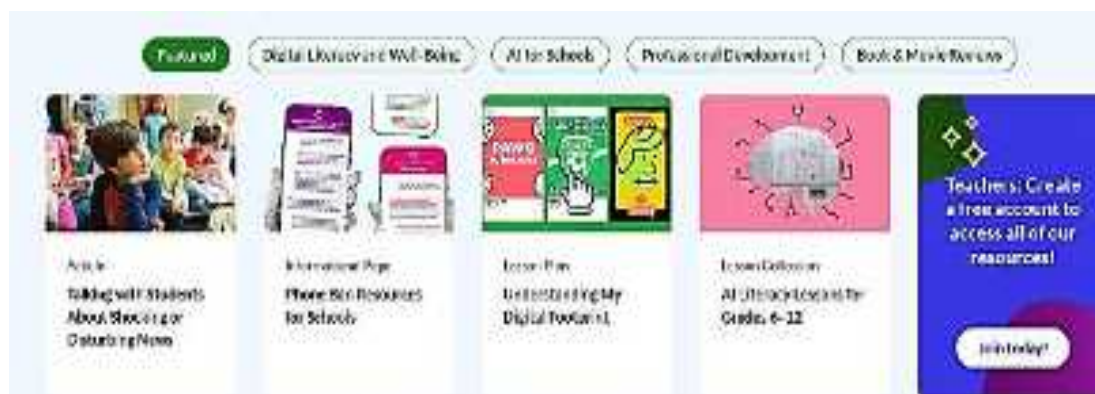 Featured
Digital Literacy and Well-Being
AI for Schools
Professional Development
Book & Movie Reviews
Article
Talking with Students
About Shocking or
Disturbing News
Informational Page
Phone Ban Resources
for Schools
PAWS
Lesson Plan
Understanding My
Digital Footprint
Lesson Collection
AI Literacy Lessons for
Grades 6–12
Teachers: Create
a free account to
access all of our
resources!
Join today!